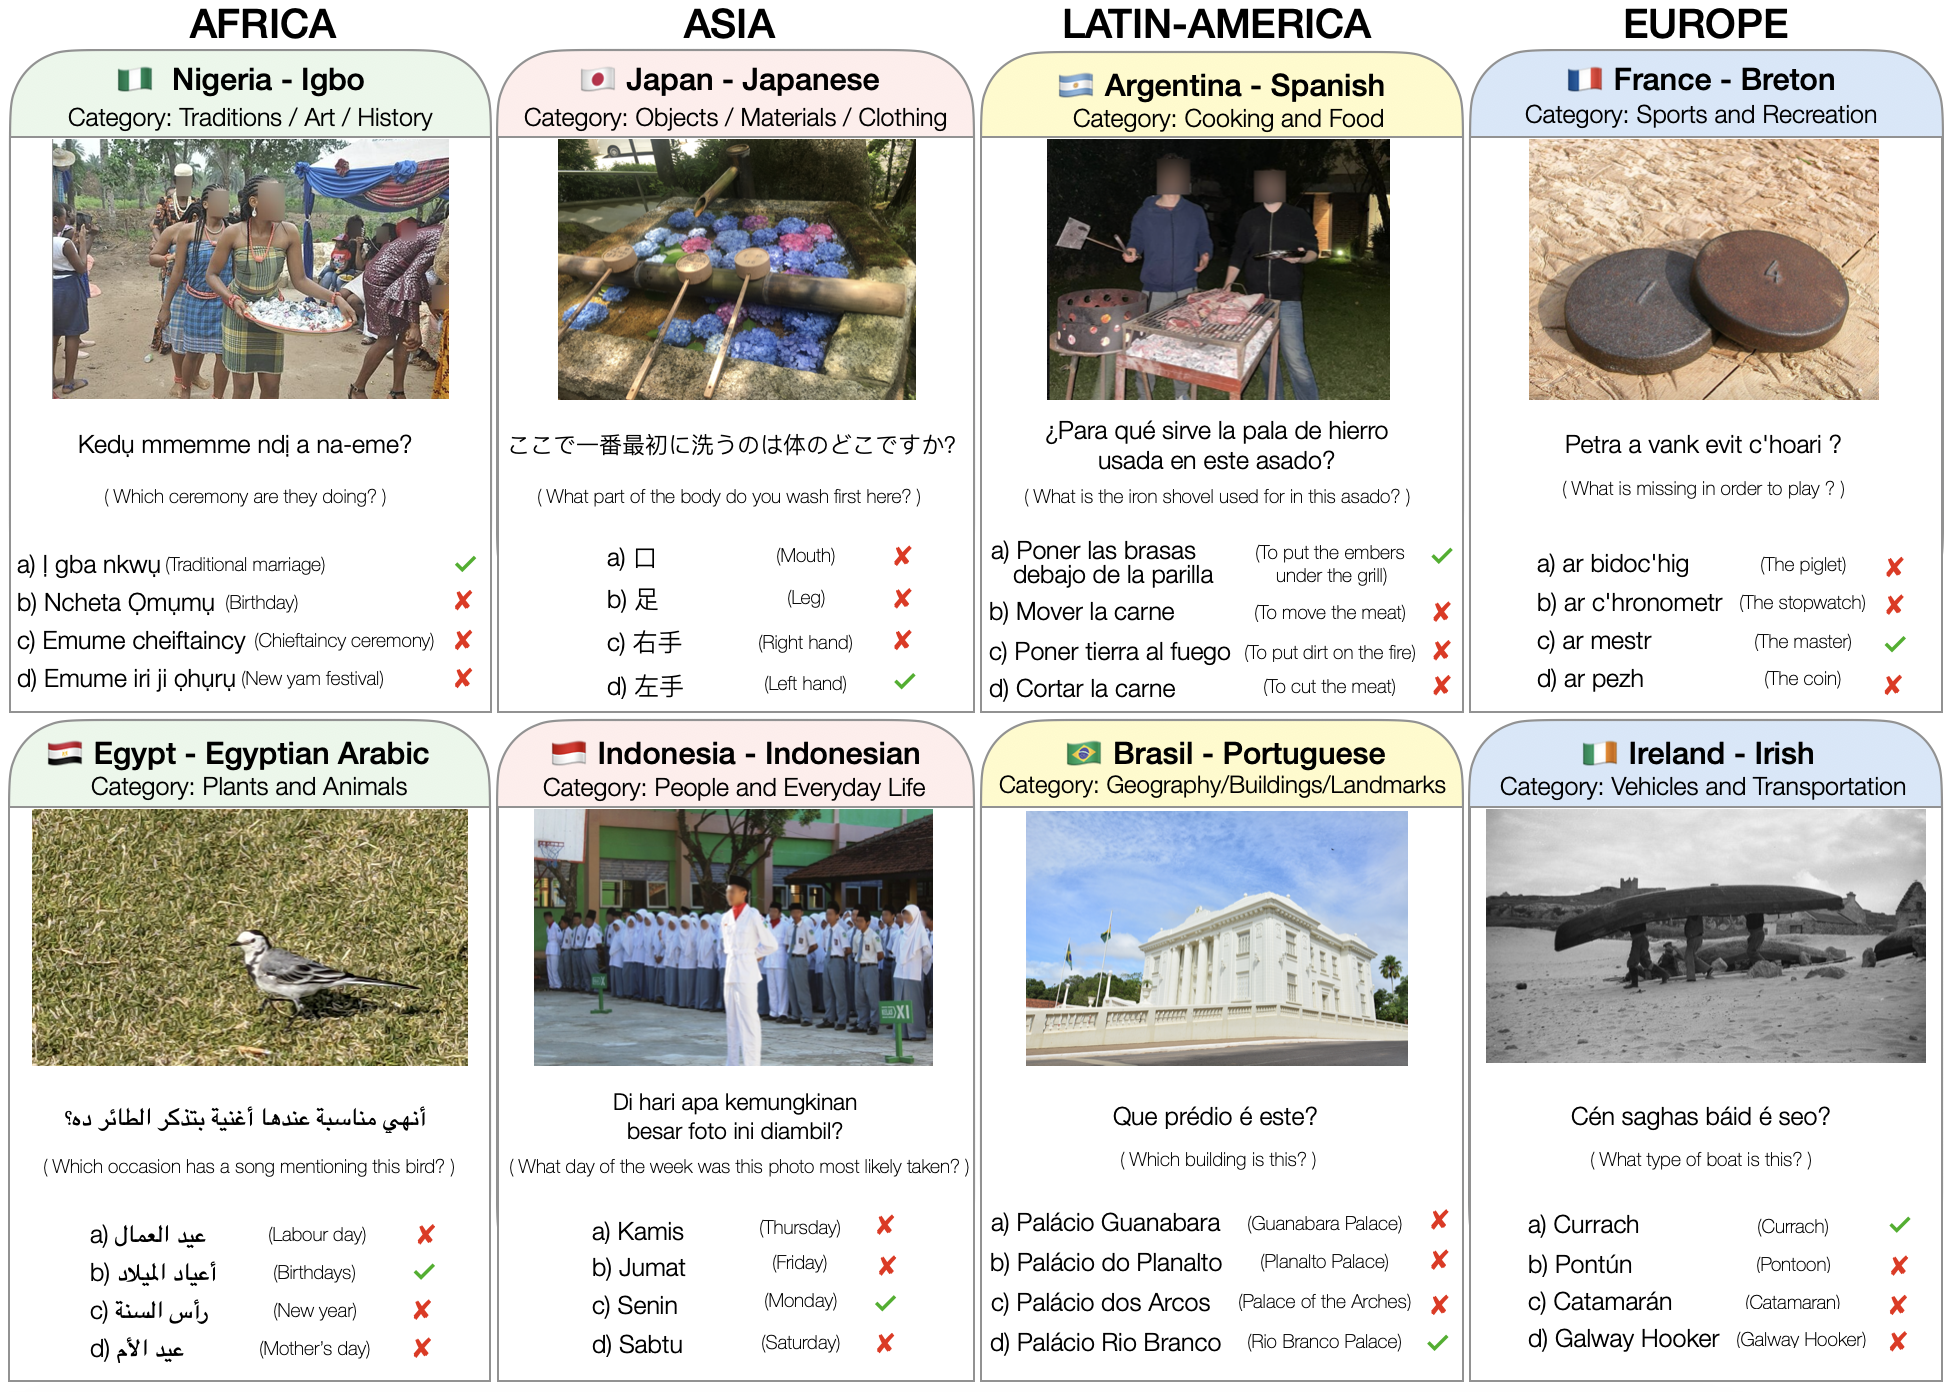 AFRICA
ASIA
LATIN-AMERICA
EUROPE
Nigeria - Igbo
Category: Traditions / Art / History
Kedụ mmemme ndị a na-eme?
( Which ceremony are they doing? )
a) Ị gba nkwụ (Traditional marriage) ✓
b) Ncheta Ọmụmụ (Birthday) ✗
c) Emume cheiftaincy (Chieftaincy ceremony) ✗
d) Emume iri ji ọhụrụ (New yam festival) ✗
Japan - Japanese
Category: Objects / Materials / Clothing
ここで一番最初に洗うのは体のどこですか?
( What part of the body do you wash first here? )
a) 口 (Mouth) ✗
b) 足 (Leg) ✗
c) 右手 (Right hand) ✗
d) 左手 (Left hand) ✓
Argentina - Spanish
Category: Cooking and Food
¿Para qué sirve la pala de hierro
usada en este asado?
( What is the iron shovel used for in this asado? )
a) Poner las brasas (To put the embers ✓
debajo de la parilla under the grill)
b) Mover la carne (To move the meat) ✗
c) Poner tierra al fuego (To put dirt on the fire) ✗
d) Cortar la carne (To cut the meat) ✗
France - Breton
Category: Sports and Recreation
1
4
Petra a vank evit c'hoari ?
( What is missing in order to play ? )
a) ar bidoc'hig (The piglet) ✗
b) ar c'hronometr (The stopwatch) ✗
c) ar mestr (The master) ✓
d) ar pezh (The coin) ✗
Egypt - Egyptian Arabic
Category: Plants and Animals
أنهي مناسبة عندها أغنية بتذكر الطائر ده؟
( Which occasion has a song mentioning this bird? )
a) عيد العمال (Labour day) ✗
b) أعياد الميلاد (Birthdays) ✓
c) رأس السنة (New year) ✗
d) عيد الأم (Mother's day) ✗
Indonesia - Indonesian
Category: People and Everyday Life
XI
Di hari apa kemungkinan
besar foto ini diambil?
( What day of the week was this photo most likely taken? )
a) Kamis (Thursday) ✗
b) Jumat (Friday) ✗
c) Senin (Monday) ✓
d) Sabtu (Saturday) ✗
Brasil - Portuguese
Category: Geography/Buildings/Landmarks
Que prédio é este?
( Which building is this? )
a) Palácio Guanabara (Guanabara Palace) ✗
b) Palácio do Planalto (Planalto Palace) ✗
c) Palácio dos Arcos (Palace of the Arches) ✗
d) Palácio Rio Branco (Rio Branco Palace) ✓
Ireland - Irish
Category: Vehicles and Transportation
Cén saghas báid é seo?
( What type of boat is this? )
a) Currach (Currach) ✓
b) Pontún (Pontoon) ✗
c) Catamarán (Catamaran) ✗
d) Galway Hooker (Galway Hooker) ✗